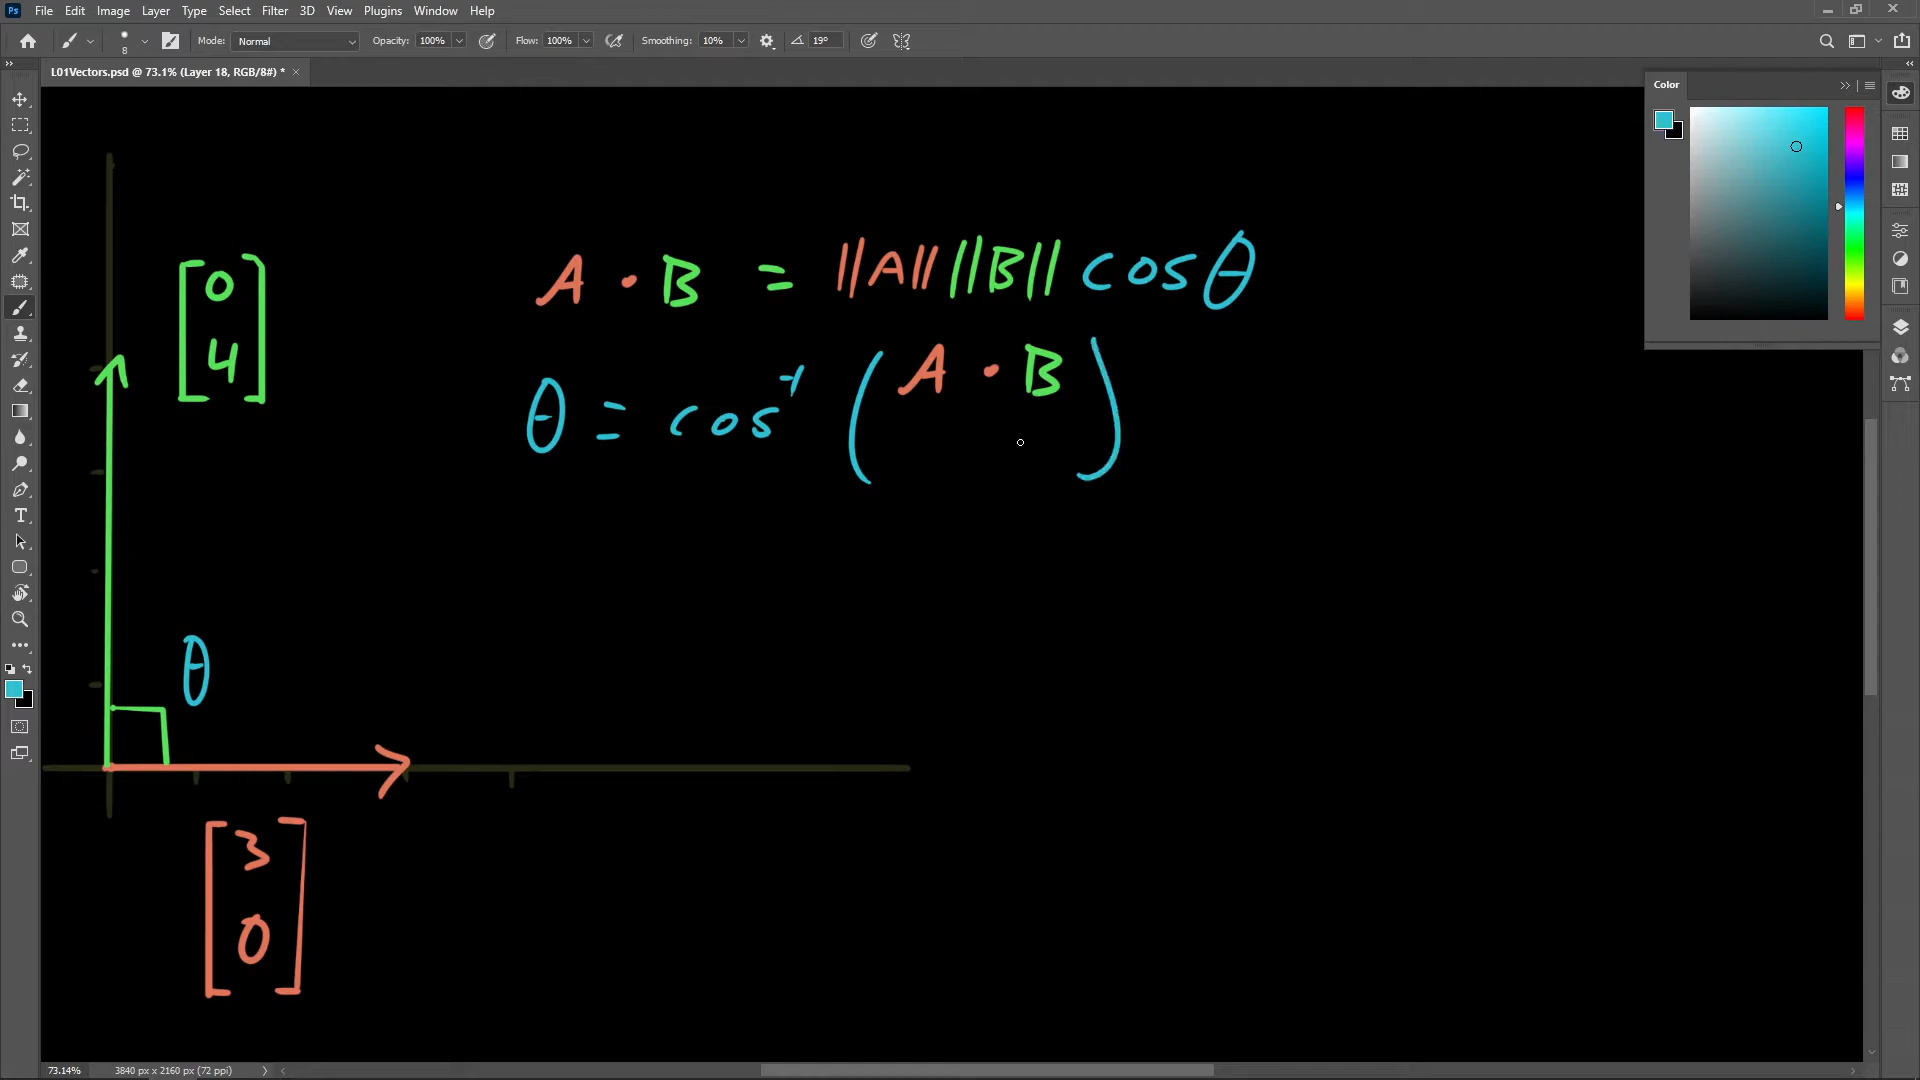 Ps File Edit Image Layer Type Select Filter 3D View Plugins Window Help
8 Mode: Normal Opacity: 100% Flow: 100% Smoothing: 10% 19°
L01Vectors.psd @ 73.1% (Layer 18, RGB/8#) * ×
Color
[0 4]
A · B = ||A|| ||B|| cosθ
θ = cos⁻¹ (A · B)
θ
[3 0]
73.14% 3840 px x 2160 px (72 ppi)